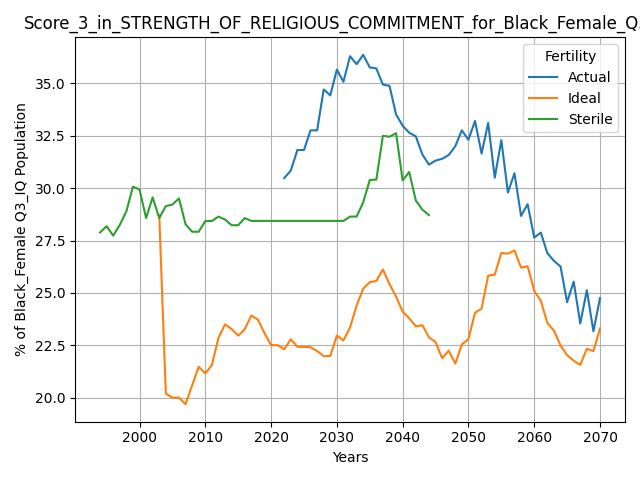 Score_3_in_STRENGTH_OF_RELIGIOUS_COMMITMENT_for_Black_Female_Q3
Fertility
Actual
Ideal
Sterile
% of Black_Female Q3_IQ Population
35.0
32.5
30.0
27.5
25.0
22.5
20.0
2000 2010 2020 2030 2040 2050 2060 2070
Years